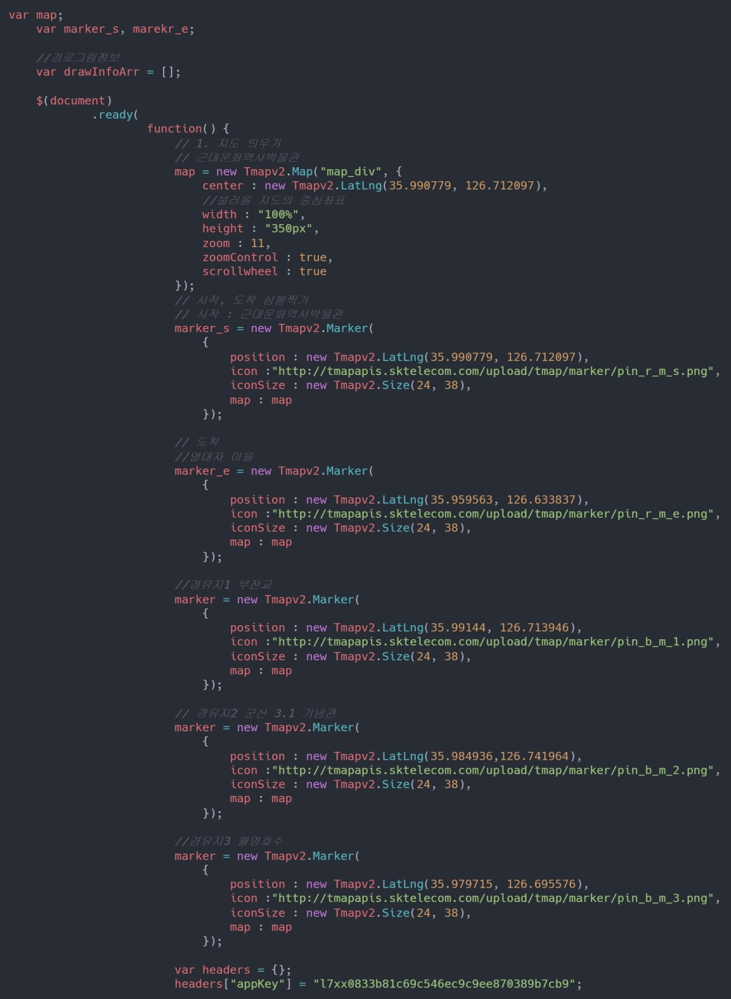 var map;
    var marker_s, marekr_e;

    //경로그림정보
    var drawInfoArr = [];

    $(document)
            .ready(
                    function() {
                        // 1. 지도 띄우기
                        // 근대문화역사박물관
                        map = new Tmapv2.Map("map_div", {
                            center : new Tmapv2.LatLng(35.990779, 126.712097),
                            //불러올 지도의 중심좌표
                            width : "100%",
                            height : "350px",
                            zoom : 11,
                            zoomControl : true,
                            scrollwheel : true
                        });
                        // 시작, 도착 심볼찍기
                        // 시작 : 근대문화역사박물관
                        marker_s = new Tmapv2.Marker(
                            {
                                position : new Tmapv2.LatLng(35.990779, 126.712097),
                                icon :"http://tmapapis.sktelecom.com/upload/tmap/marker/pin_r_m_s.png",
                                iconSize : new Tmapv2.Size(24, 38),
                                map : map
                            });

                        // 도착
                        //열대자 마을
                        marker_e = new Tmapv2.Marker(
                            {
                                position : new Tmapv2.LatLng(35.959563, 126.633837),
                                icon :"http://tmapapis.sktelecom.com/upload/tmap/marker/pin_r_m_e.png",
                                iconSize : new Tmapv2.Size(24, 38),
                                map : map
                            });

                        //경유지1 부잔교
                        marker = new Tmapv2.Marker(
                            {
                                position : new Tmapv2.LatLng(35.99144, 126.713946),
                                icon :"http://tmapapis.sktelecom.com/upload/tmap/marker/pin_b_m_1.png",
                                iconSize : new Tmapv2.Size(24, 38),
                                map : map
                            });

                        // 경유지2 군산 3.1 기념관
                        marker = new Tmapv2.Marker(
                            {
                                position : new Tmapv2.LatLng(35.984936,126.741964),
                                icon :"http://tmapapis.sktelecom.com/upload/tmap/marker/pin_b_m_2.png",
                                iconSize : new Tmapv2.Size(24, 38),
                                map : map
                            });

                        //경유지3 월명호수
                        marker = new Tmapv2.Marker(
                            {
                                position : new Tmapv2.LatLng(35.979715, 126.695576),
                                icon :"http://tmapapis.sktelecom.com/upload/tmap/marker/pin_b_m_3.png",
                                iconSize : new Tmapv2.Size(24, 38),
                                map : map
                            });

                        var headers = {};
                        headers["appKey"] = "l7xx0833b81c69c546ec9c9ee870389b7cb9";